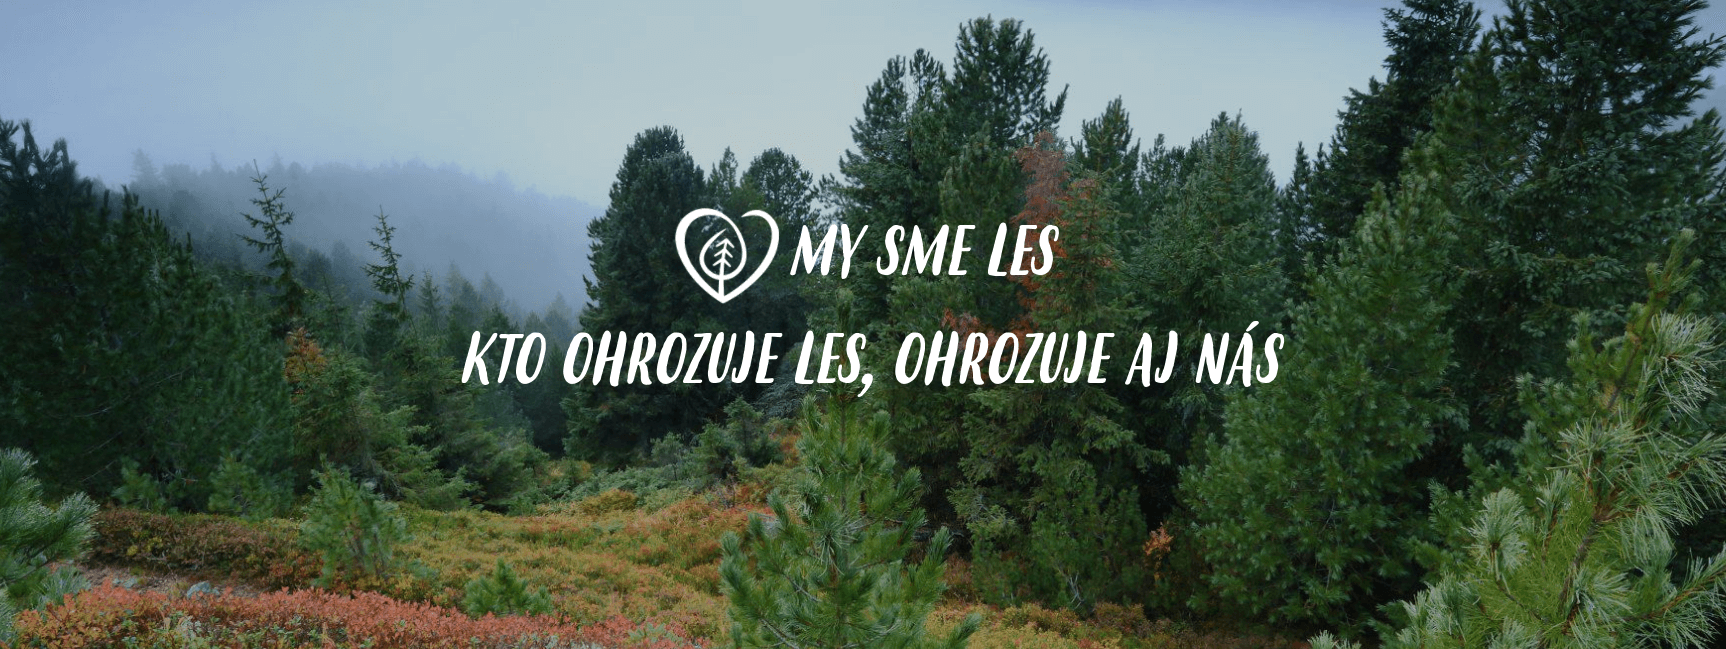 MY SME LES
KTO OHROZUJE LES, OHROZUJE AJ NÁS